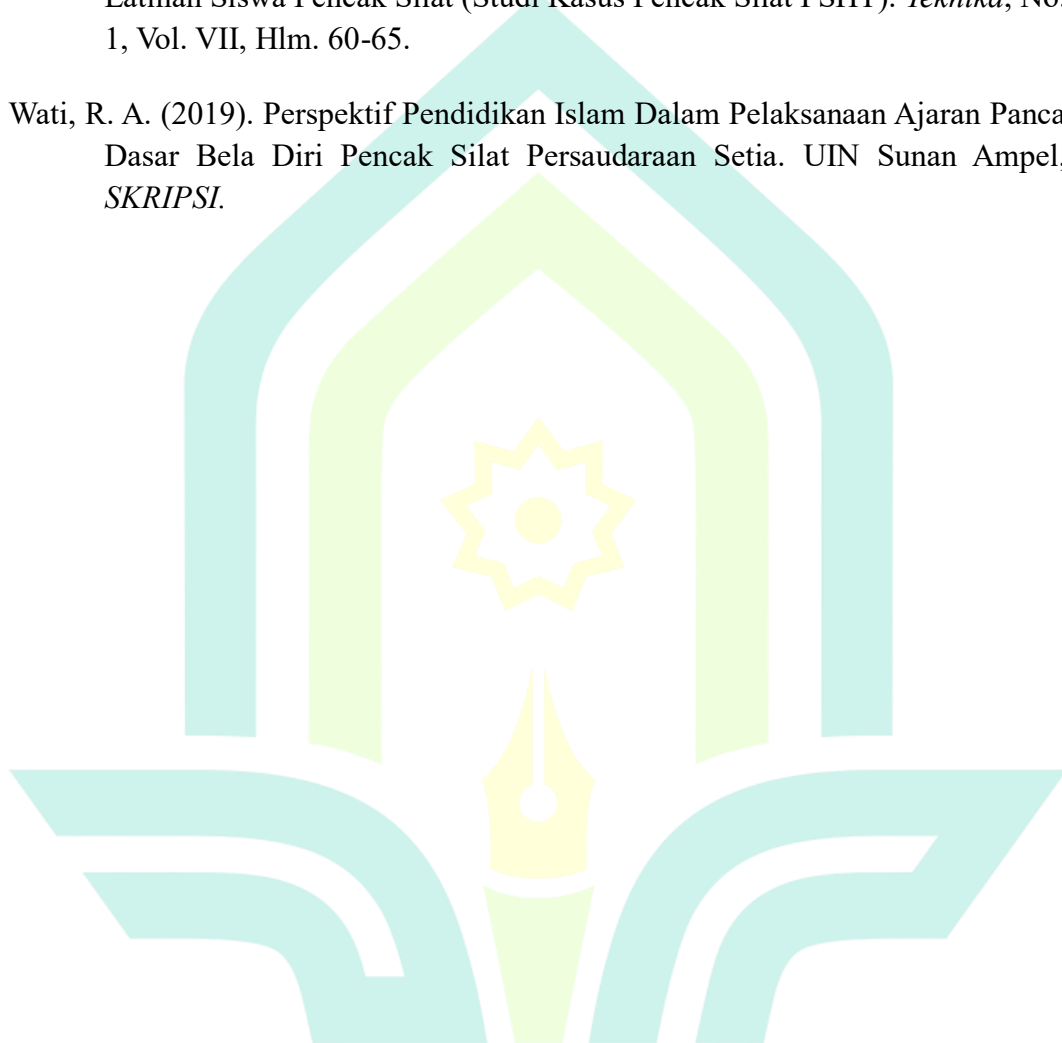 Latihan Siswa Pencak Silat (Studi Kasus Pencak Silat PSHT). Teknika, No.
1, Vol. VII, Hlm. 60-65.
Wati, R. A. (2019). Perspektif Pendidikan Islam Dalam Pelaksanaan Ajaran Panca
Dasar Bela Diri Pencak Silat Persaudaraan Setia. UIN Sunan Ampel,
SKRIPSI.